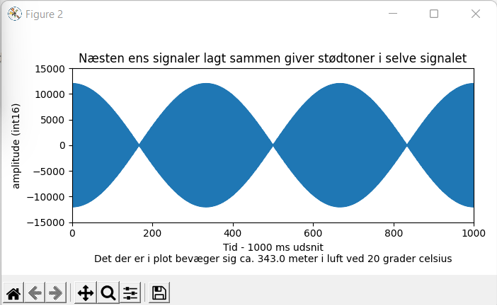 Figure 2
Næsten ens signaler lagt sammen giver stødtoner i selve signalet
15000
10000
5000
0
−5000
−10000
−15000
amplitude (int16)
0 200 400 600 800 1000
Tid - 1000 ms udsnit
Det der er i plot bevæger sig ca. 343.0 meter i luft ved 20 grader celsius